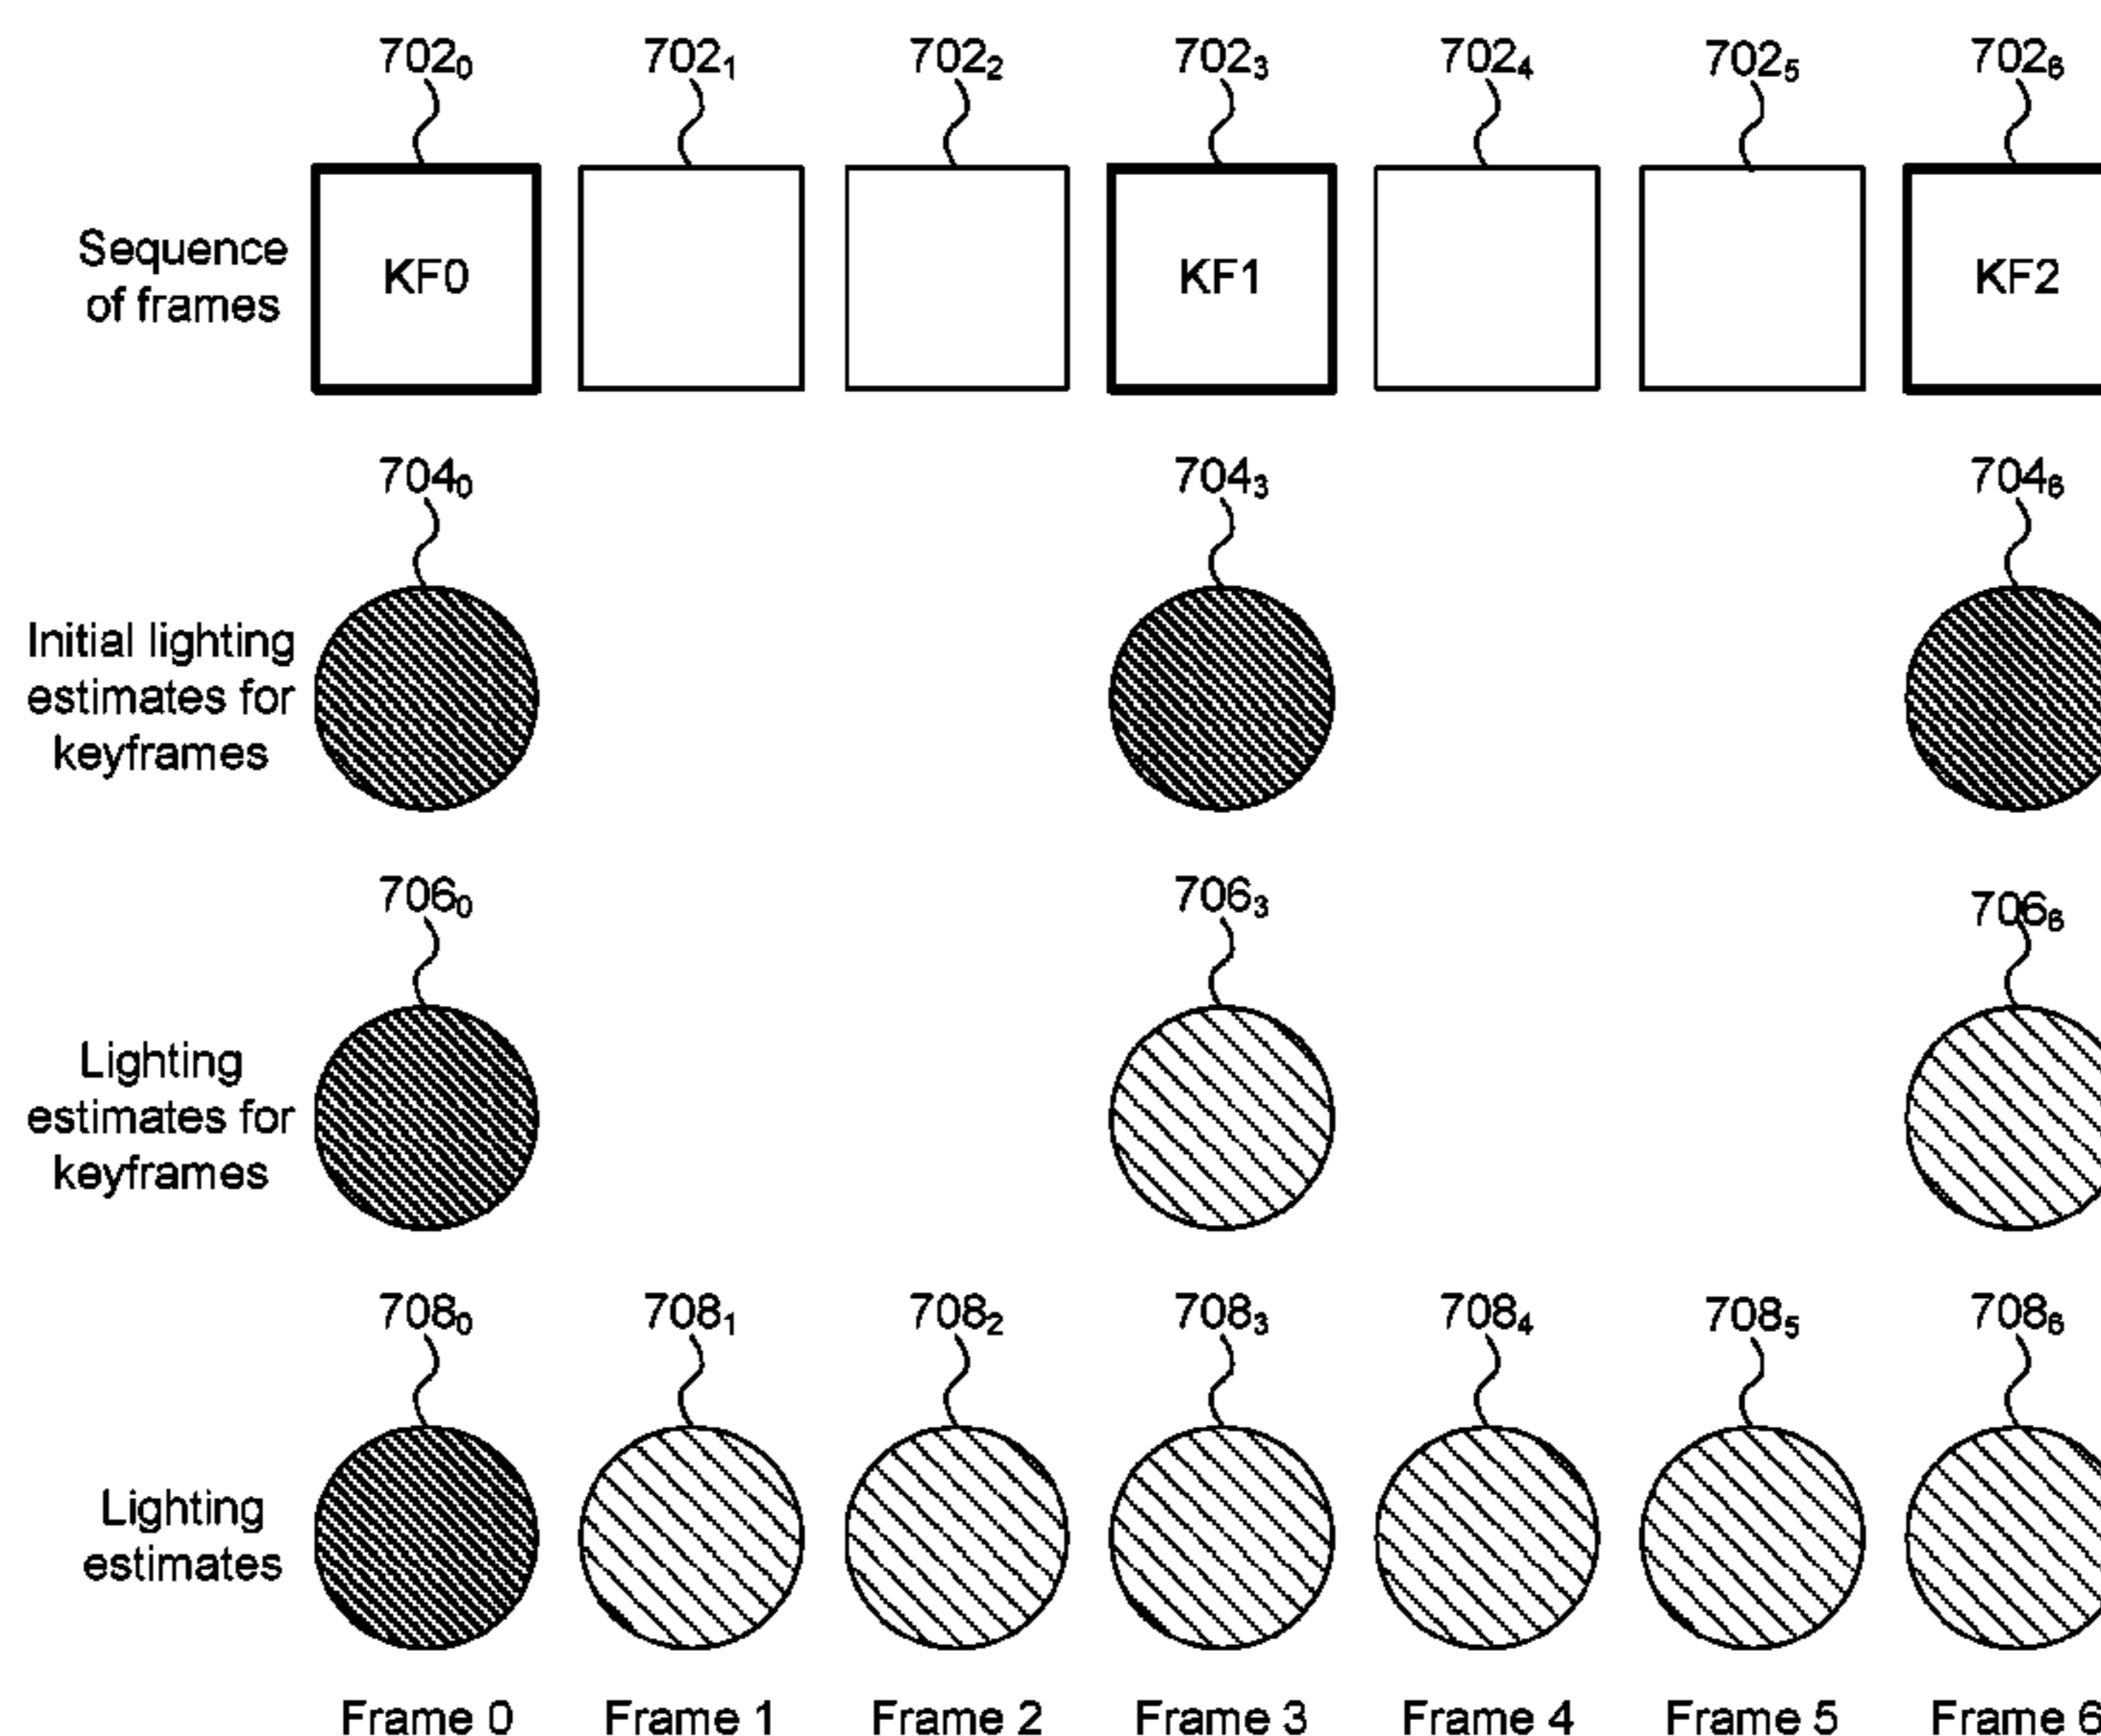 702₀ 702₁ 702₂ 702₃ 702₄ 702₅ 702₆
Sequence
of frames
KF0 KF1 KF2
704₀ 704₃ 704₆
Initial lighting
estimates for
keyframes
706₀ 706₃ 706₆
Lighting
estimates for
keyframes
708₀ 708₁ 708₂ 708₃ 708₄ 708₅ 708₆
Lighting
estimates
Frame 0 Frame 1 Frame 2 Frame 3 Frame 4 Frame 5 Frame 6